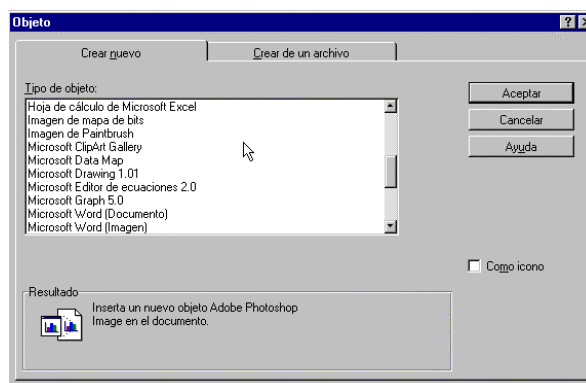 Objeto
Crear nuevo
Crear de un archivo
Tipo de objeto:
Hoja de cálculo de Microsoft Excel
Imagen de mapa de bits
Imagen de Paintbrush
Microsoft ClipArt Gallery
Microsoft Data Map
Microsoft Drawing 1.01
Microsoft Editor de ecuaciones 2.0
Microsoft Graph 5.0
Microsoft Word (Documento)
Microsoft Word (Imagen)
Aceptar
Cancelar
Ayuda
Como icono
Resultado
Inserta un nuevo objeto Adobe Photoshop
Image en el documento.